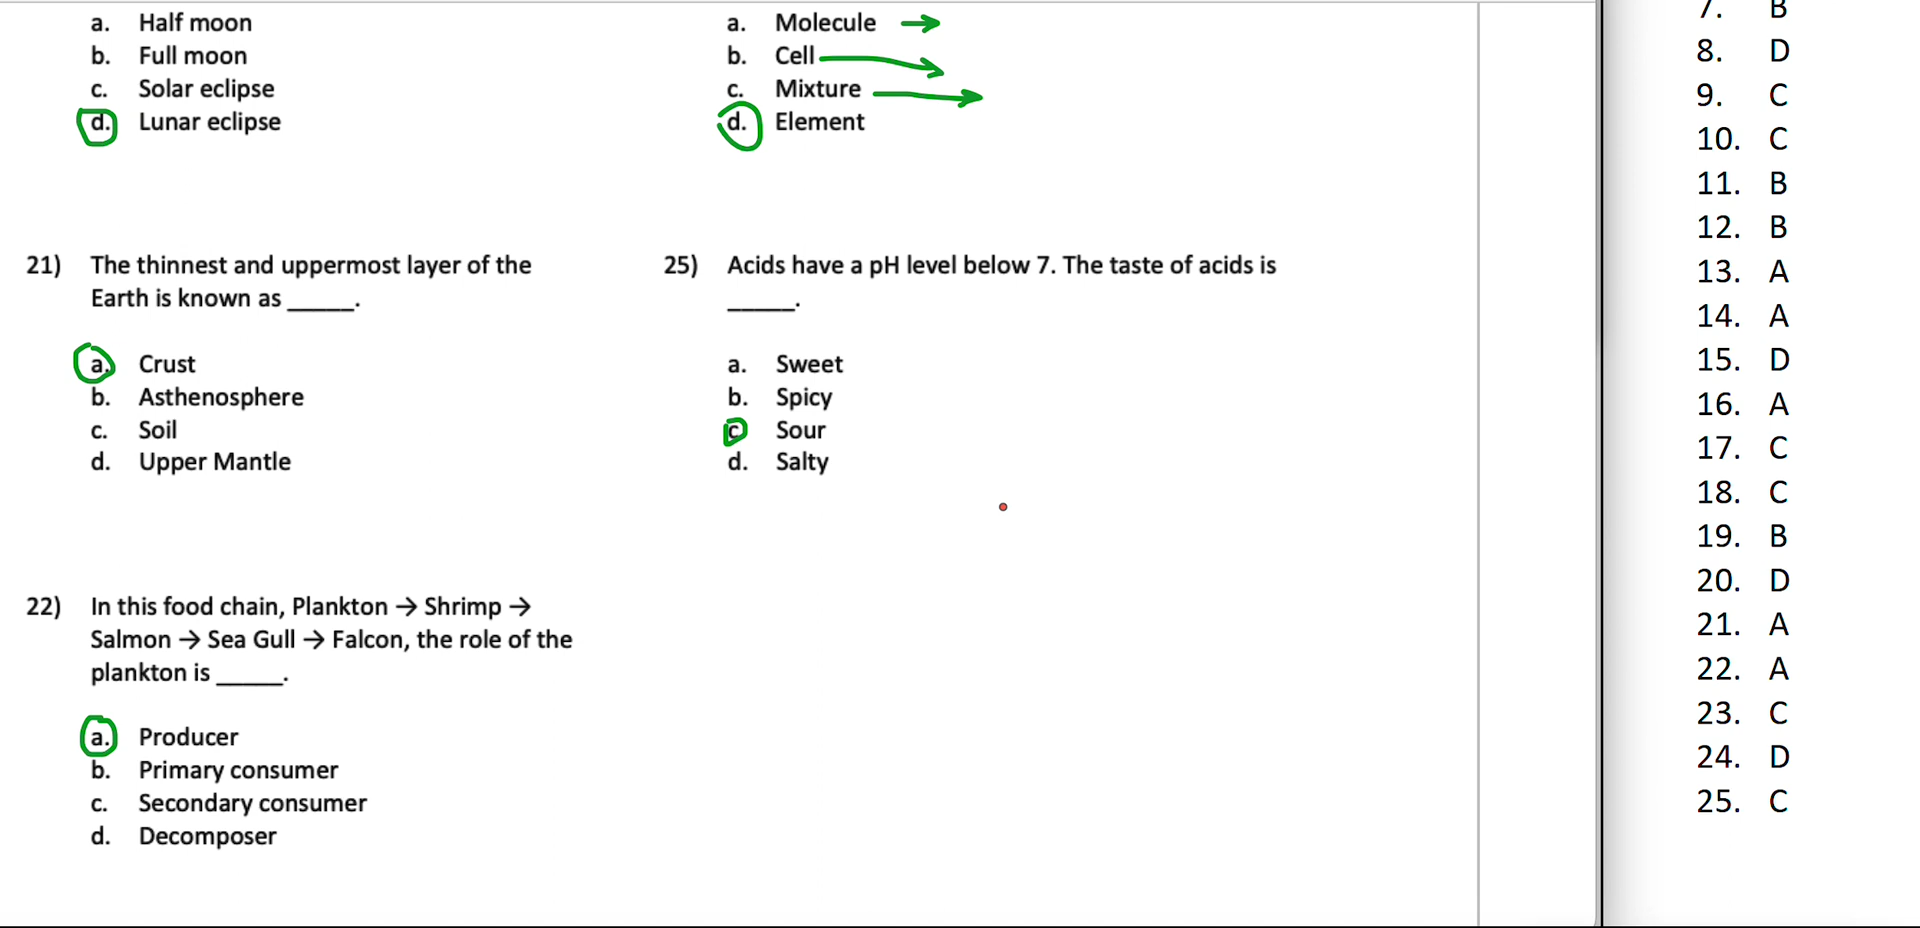 a. Half moon
b. Full moon
c. Solar eclipse
d. Lunar eclipse
21) The thinnest and uppermost layer of the
Earth is known as _____.
a. Crust
b. Asthenosphere
c. Soil
d. Upper Mantle
22) In this food chain, Plankton → Shrimp →
Salmon → Sea Gull → Falcon, the role of the
plankton is _____.
a. Producer
b. Primary consumer
c. Secondary consumer
d. Decomposer
a. Molecule
b. Cell
c. Mixture
d. Element
25) Acids have a pH level below 7. The taste of acids is
_____.
a. Sweet
b. Spicy
c Sour
d. Salty
7. B
8. D
9. C
10. C
11. B
12. B
13. A
14. A
15. D
16. A
17. C
18. C
19. B
20. D
21. A
22. A
23. C
24. D
25. C